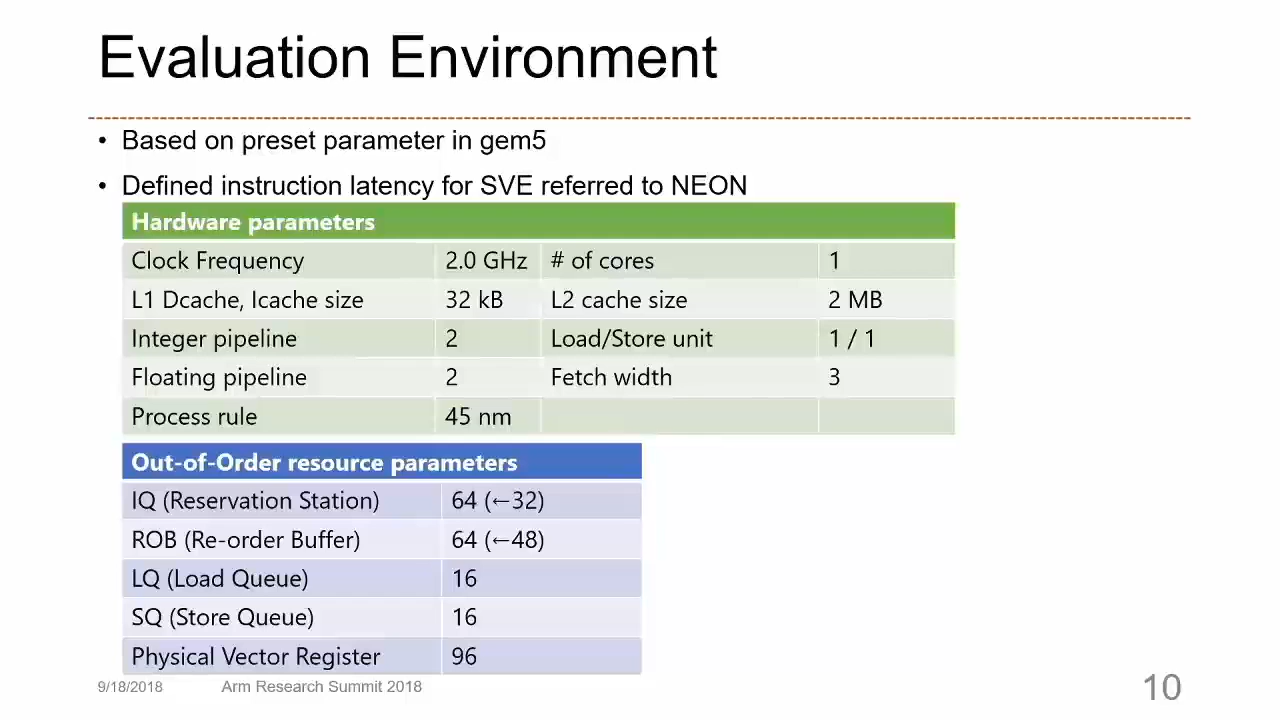 Evaluation Environment
• Based on preset parameter in gem5
• Defined instruction latency for SVE referred to NEON
Hardware parameters
Clock Frequency 2.0 GHz # of cores 1
L1 Dcache, Icache size 32 kB L2 cache size 2 MB
Integer pipeline 2 Load/Store unit 1 / 1
Floating pipeline 2 Fetch width 3
Process rule 45 nm
Out-of-Order resource parameters
IQ (Reservation Station) 64 (←32)
ROB (Re-order Buffer) 64 (←48)
LQ (Load Queue) 16
SQ (Store Queue) 16
Physical Vector Register 96
9/18/2018 Arm Research Summit 2018 10